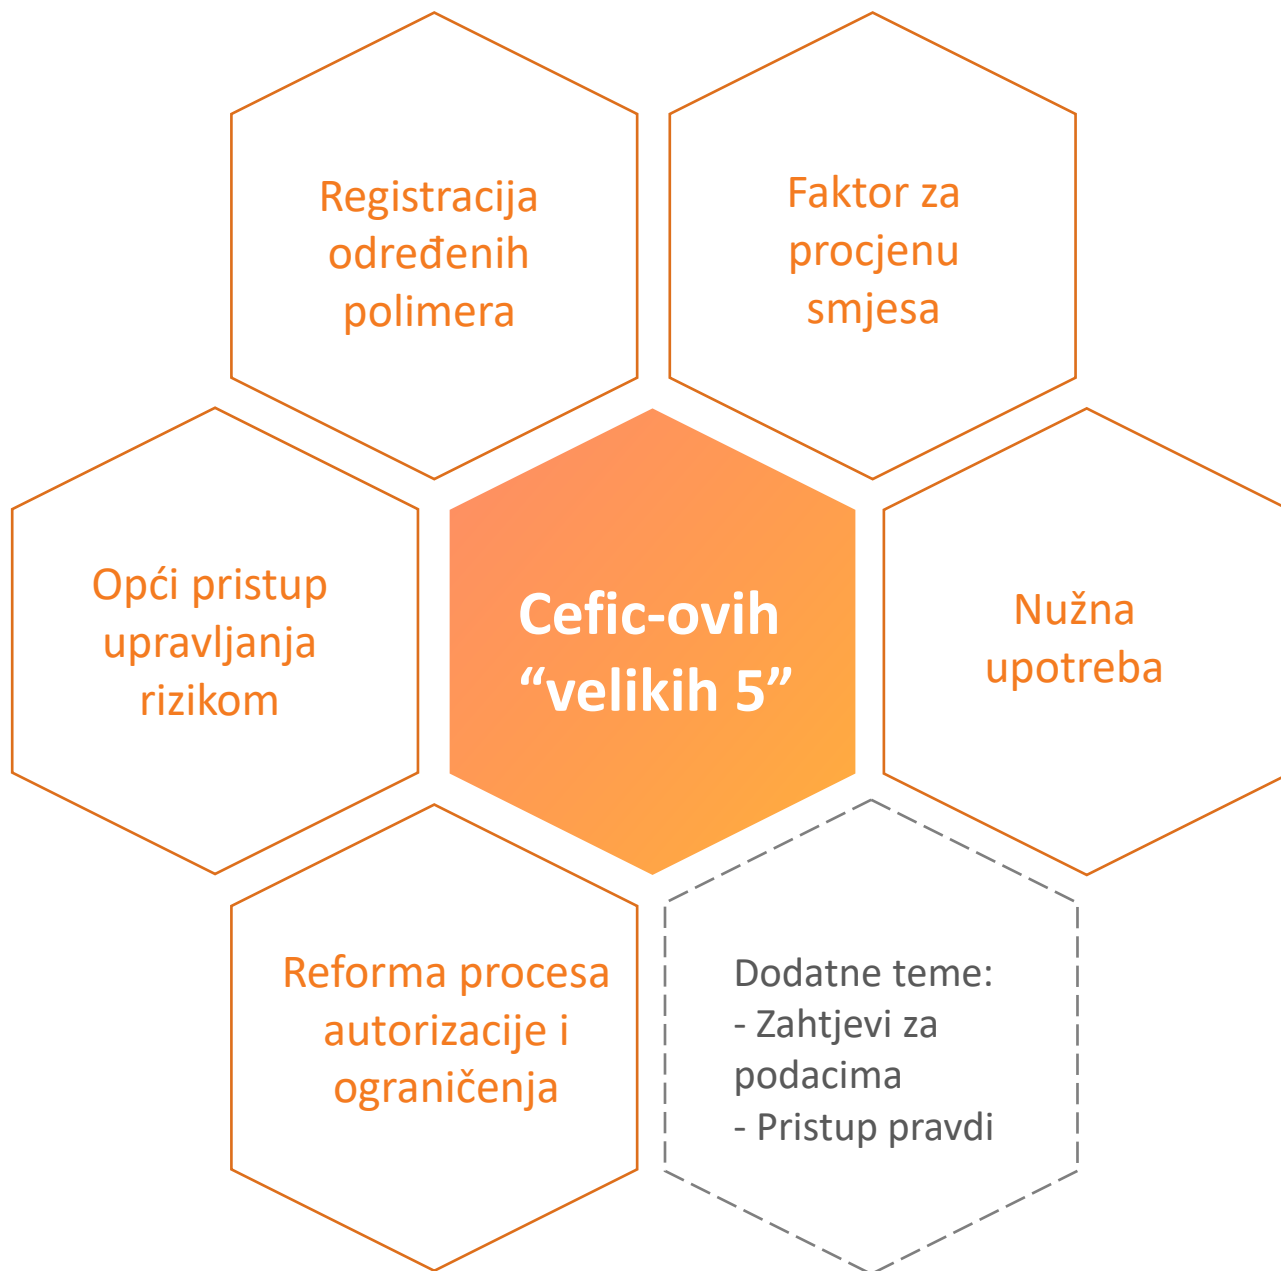 Registracija
određenih
polimera
Faktor za
procjenu
smjesa
Opći pristup
upravljanja
rizikom
Cefic-ovih
“velikih 5”
Nužna
upotreba
Reforma procesa
autorizacije i
ograničenja
Dodatne teme:
- Zahtjevi za
podacima
- Pristup pravdi